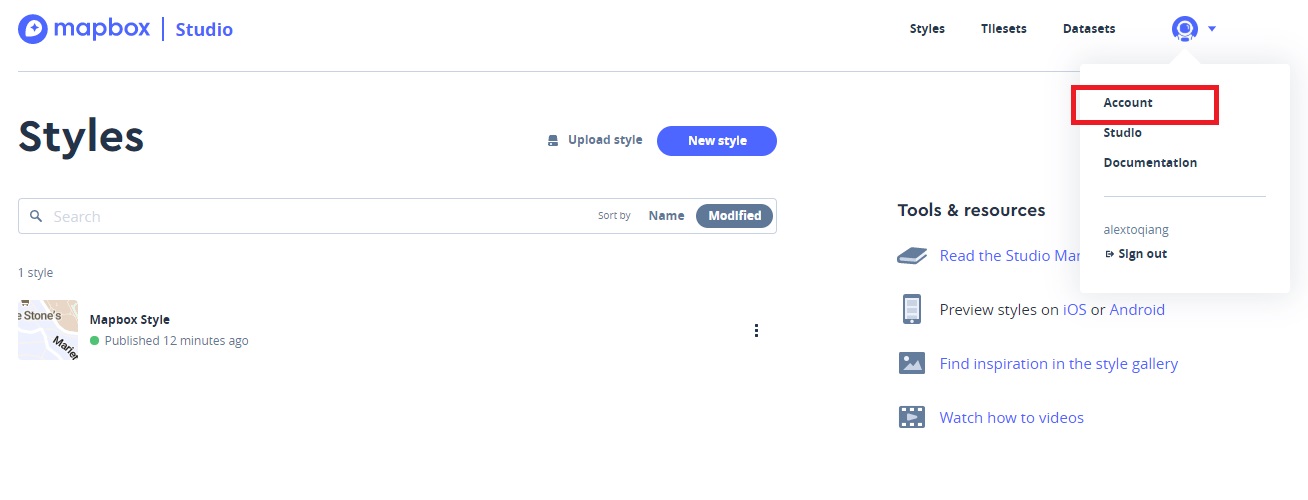 mapbox | Studio
Styles Tilesets Datasets
Account
Studio
Documentation
alextoqiang
Sign out
Styles
Upload style New style
Search Sort by Name Modified
1 style
e Stone's
Mapbox Style
Published 12 minutes ago
Tools & resources
Read the Studio
Preview styles on iOS or Android
Find inspiration in the style gallery
Watch how to videos